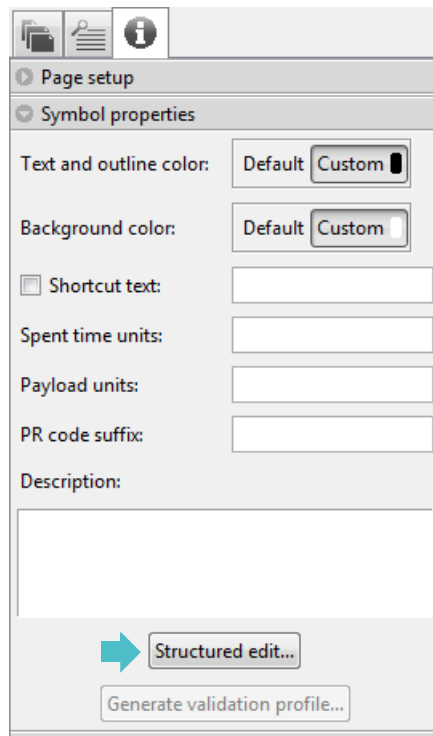 Page setup
Symbol properties
Text and outline color: Default Custom
Background color: Default Custom
Shortcut text:
Spent time units:
Payload units:
PR code suffix:
Description:
Structured edit...
Generate validation profile...